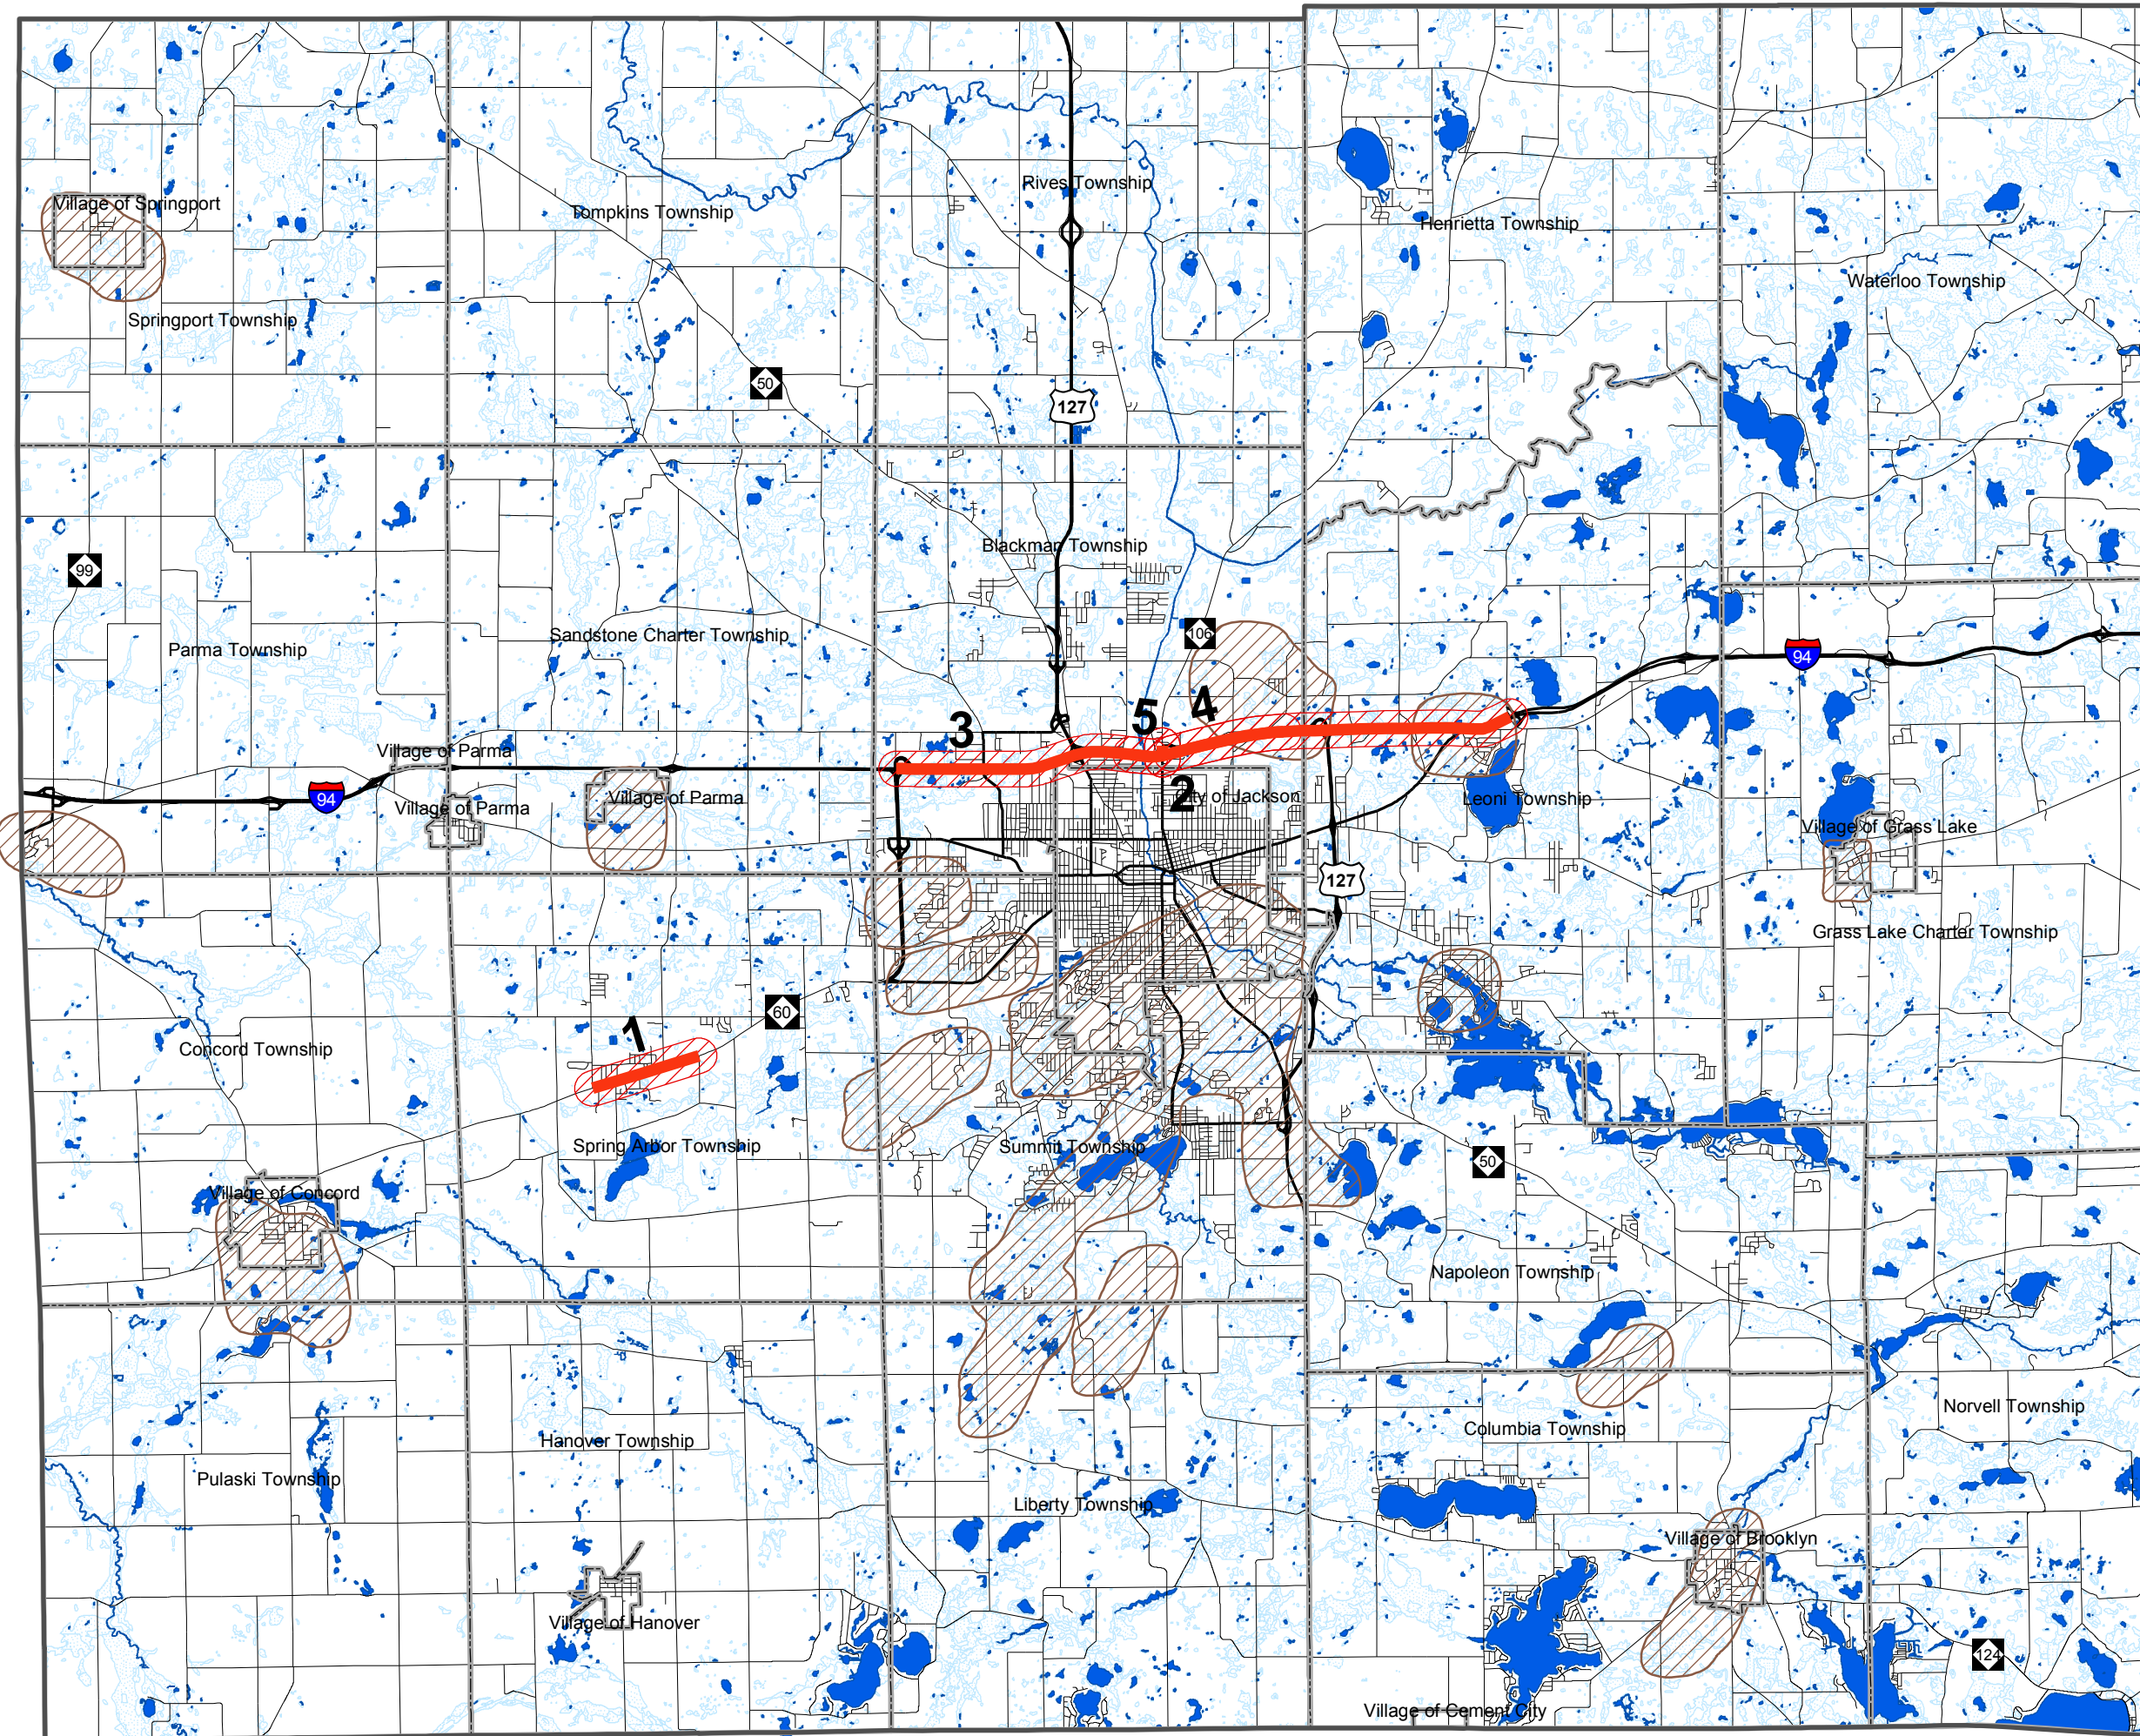 Village of Springport
Rives Township
Tompkins Township
Henrietta Township
Waterloo Township
Springport Township
50
127
Blackman Township
99
106
Sandstone Charter Township
Parma Township
94
4
5
3
Village of Parma
94
Village of Parma
2
City of Jackson
Village of Parma
Leoni Township
Village of Grass Lake
127
Grass Lake Charter Township
60
1
Concord Township
Spring Arbor Township
Summit Township
50
Village of Concord
Napoleon Township
Norvell Township
Columbia Township
Hanover Township
Pulaski Township
Liberty Township
Village of Brooklyn
Village of Hanover
124
Village of Cement City